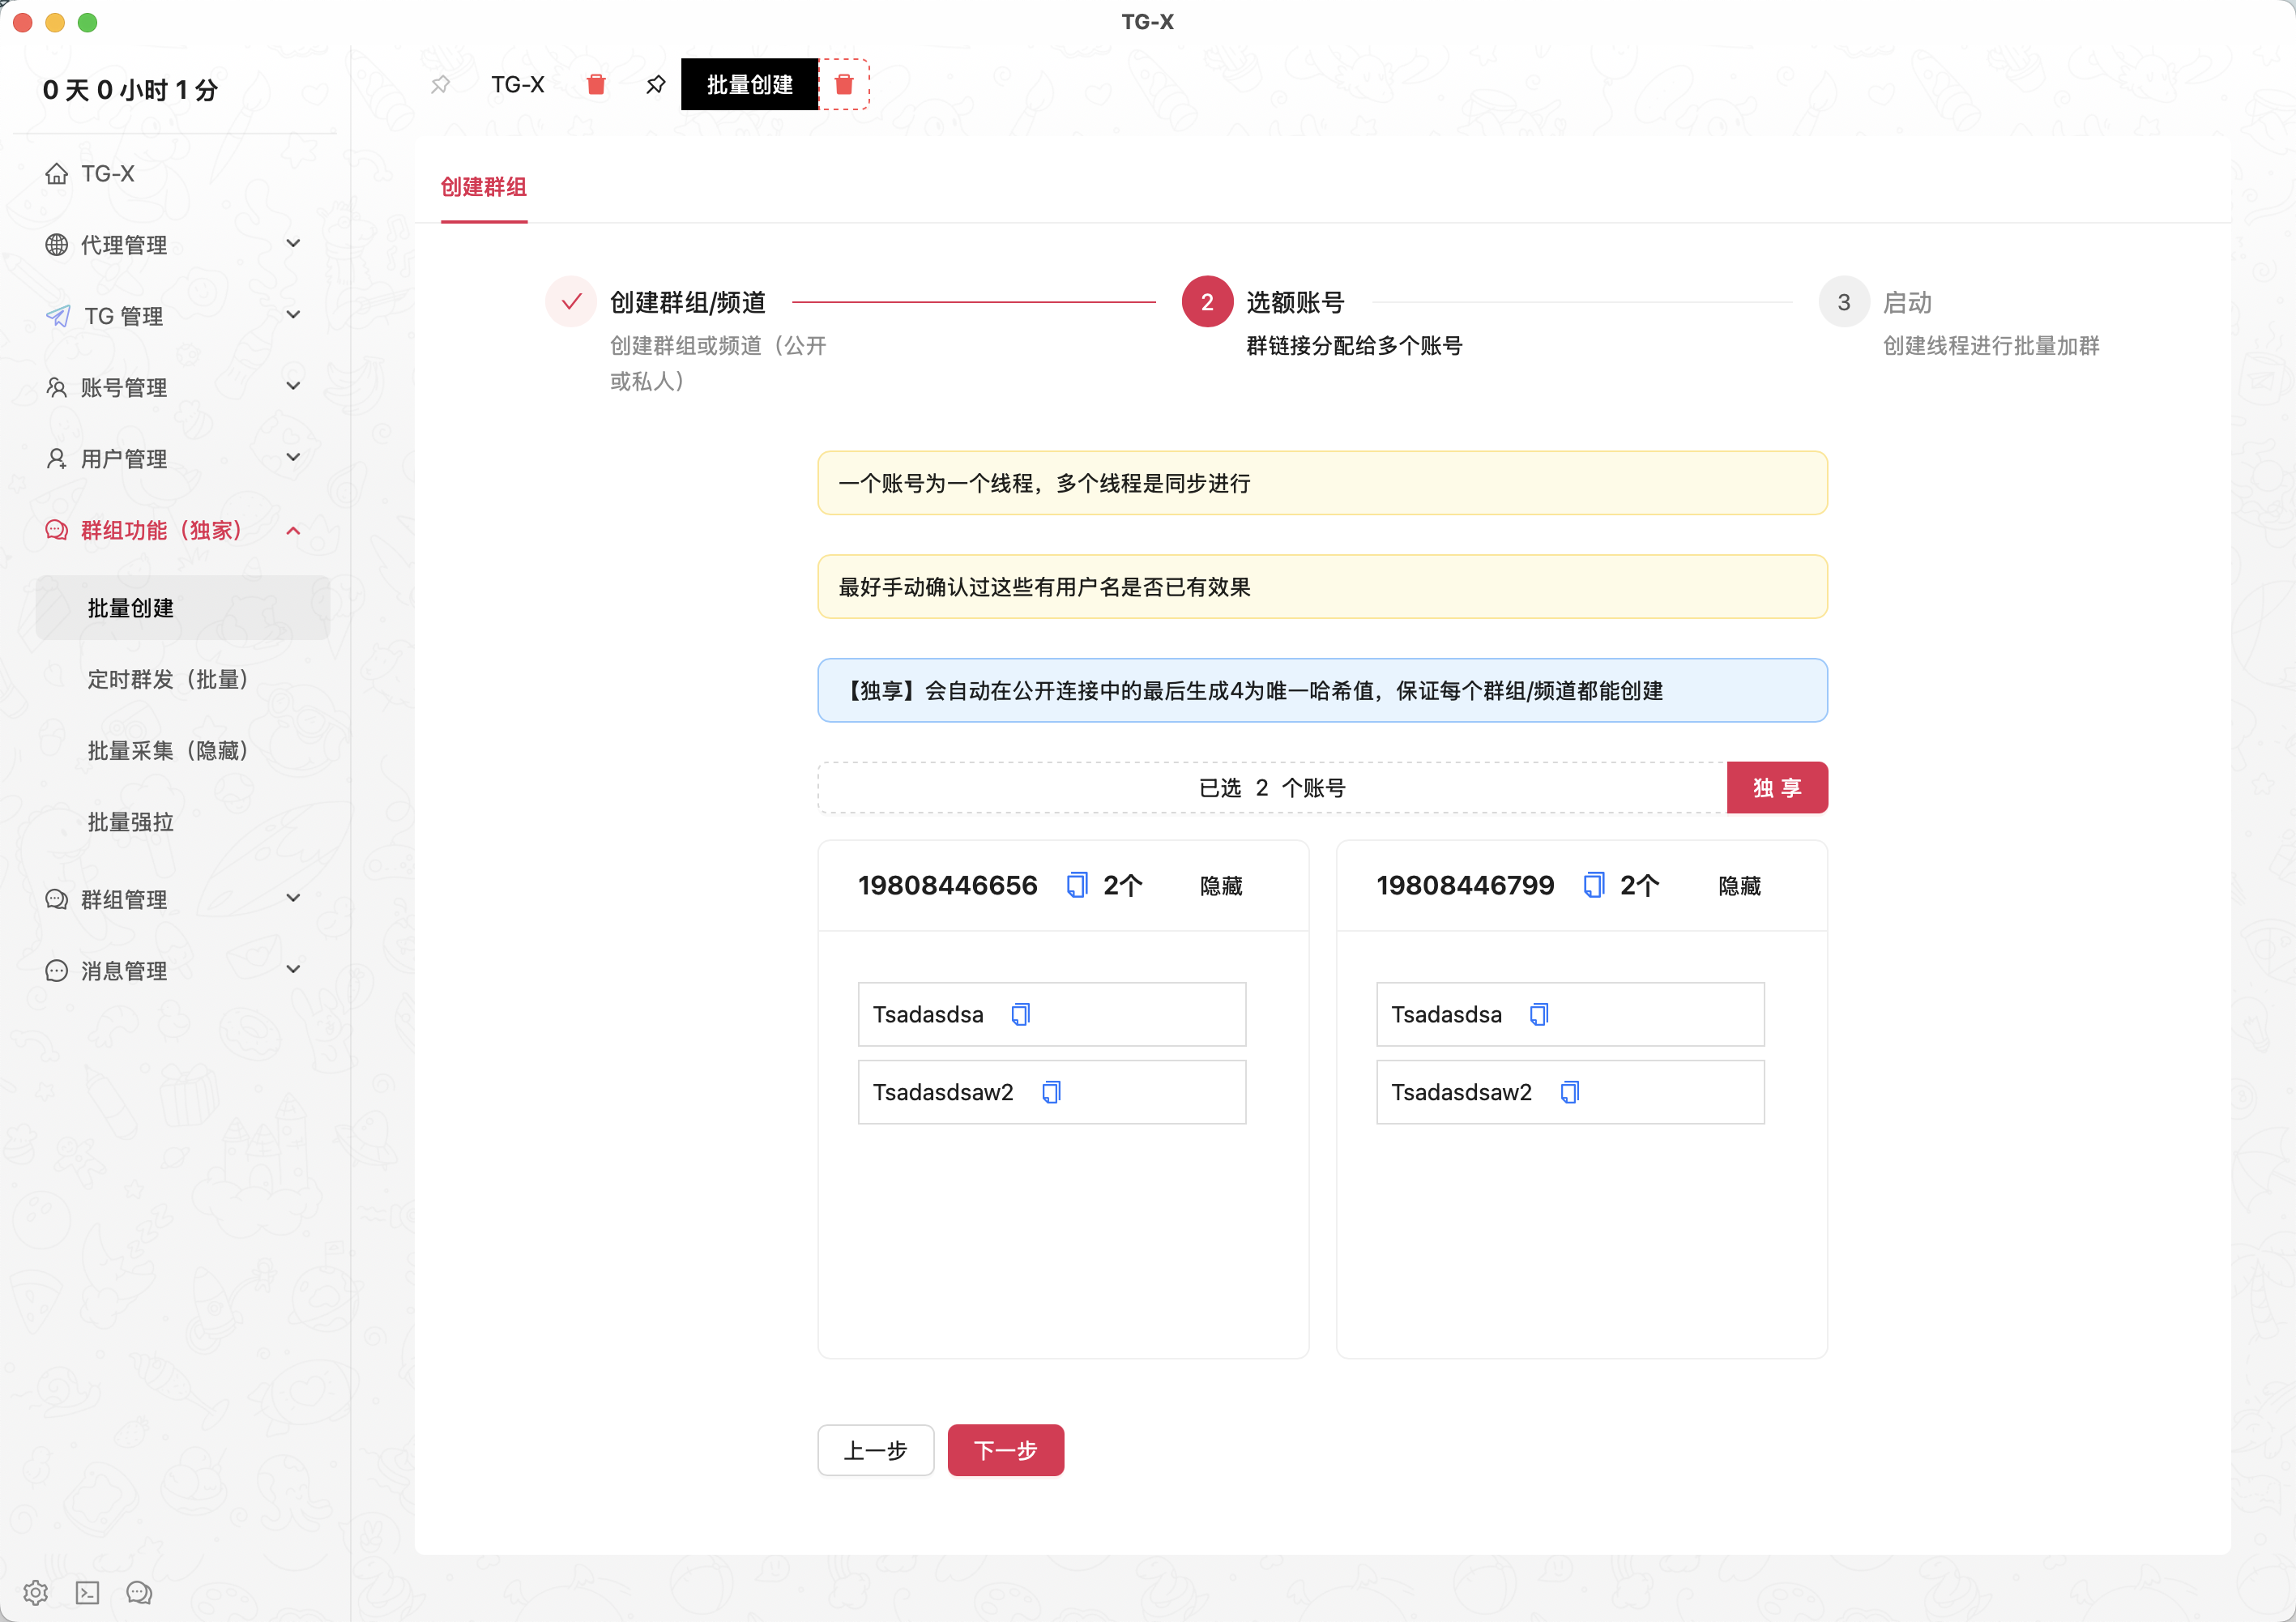 TG-X
0 天 0 小时 1 分
TG-X
批量创建
TG-X
代理管理
TG 管理
账号管理
用户管理
群组功能（独家）
批量创建
定时群发（批量）
批量采集（隐藏）
批量强拉
群组管理
消息管理
创建群组
创建群组/频道
创建群组或频道（公开
或私人）
2
选额账号
群链接分配给多个账号
3
启动
创建线程进行批量加群
一个账号为一个线程，多个线程是同步进行
最好手动确认过这些有用户名是否已有效果
【独享】会自动在公开连接中的最后生成4为唯一哈希值，保证每个群组/频道都能创建
已选 2 个账号
独 享
19808446656 2个 隐藏
Tsadasdsa
Tsadasdsaw2
19808446799 2个 隐藏
Tsadasdsa
Tsadasdsaw2
上一步
下一步